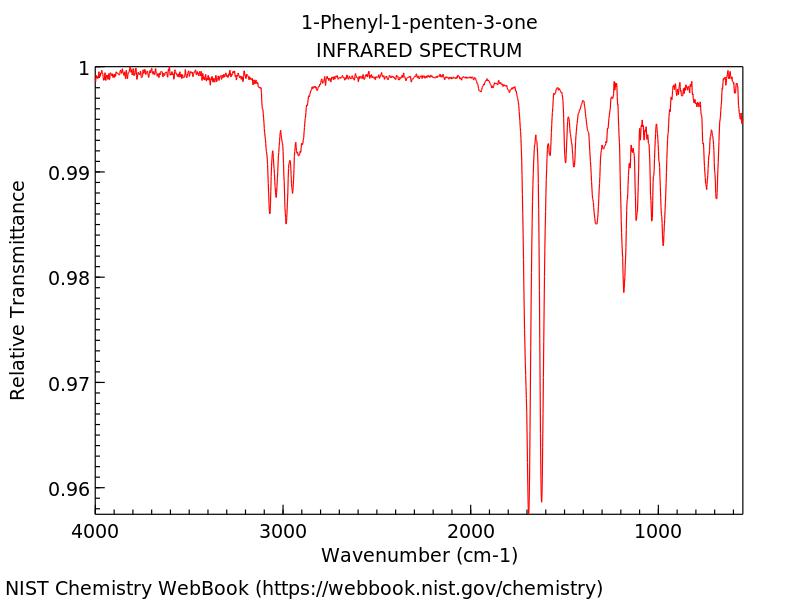 1-Phenyl-1-penten-3-one
INFRARED SPECTRUM
1
0.99
0.98
0.97
0.96
Relative Transmittance
4000 3000 2000 1000
Wavenumber (cm-1)
NIST Chemistry WebBook (https://webbook.nist.gov/chemistry)